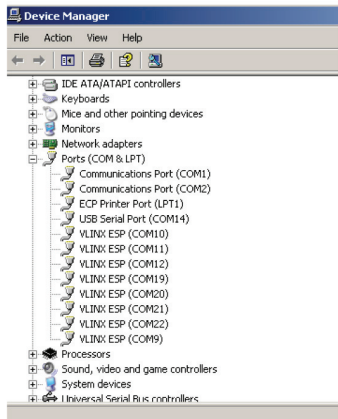 Device Manager
File Action View Help
IDE ATA/ATAPI controllers
Keyboards
Mice and other pointing devices
Monitors
Network adapters
Ports (COM & LPT)
Communications Port (COM1)
Communications Port (COM2)
ECP Printer Port (LPT1)
USB Serial Port (COM14)
VLINX ESP (COM10)
VLINX ESP (COM11)
VLINX ESP (COM12)
VLINX ESP (COM19)
VLINX ESP (COM20)
VLINX ESP (COM21)
VLINX ESP (COM22)
VLINX ESP (COM9)
Processors
Sound, video and game controllers
System devices
Universal Serial Bus controllers